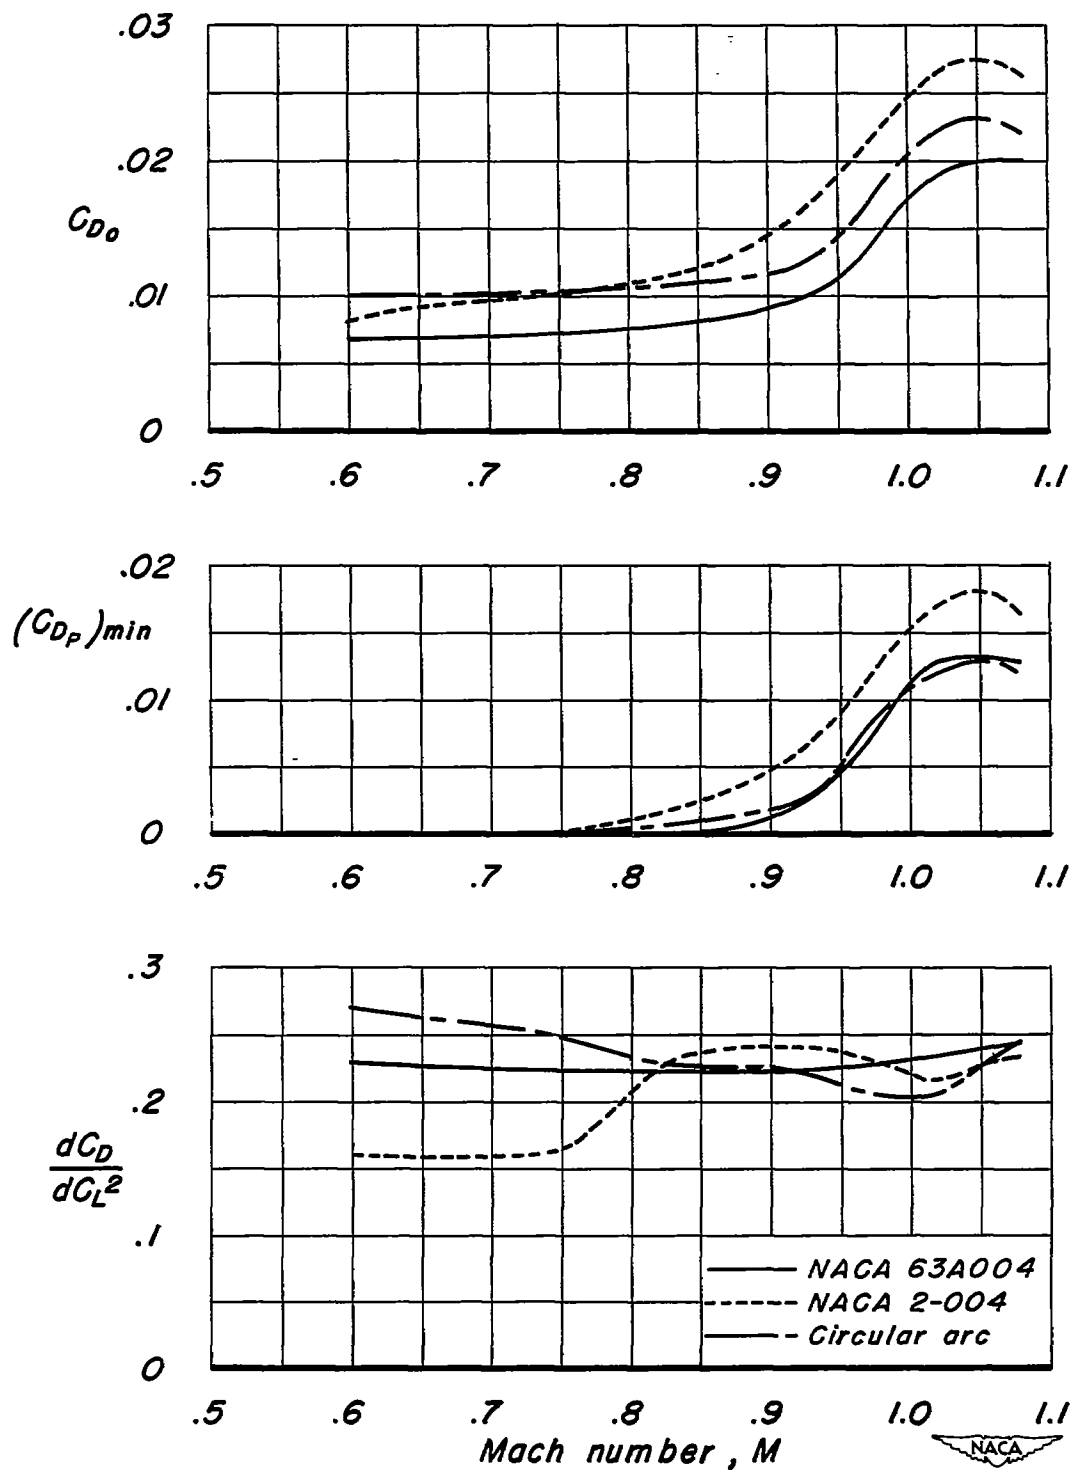 .03
.02
C_{D_0}
.01
0
.5 .6 .7 .8 .9 1.0 1.1
.02
(C_{D_P})min
.01
0
.5 .6 .7 .8 .9 1.0 1.1
.3
.2
dC_D
dC_L^2
.1
NACA 63A004
NACA 2-004
Circular arc
0
.5 .6 .7 .8 .9 1.0 1.1
Mach number , M
NACA